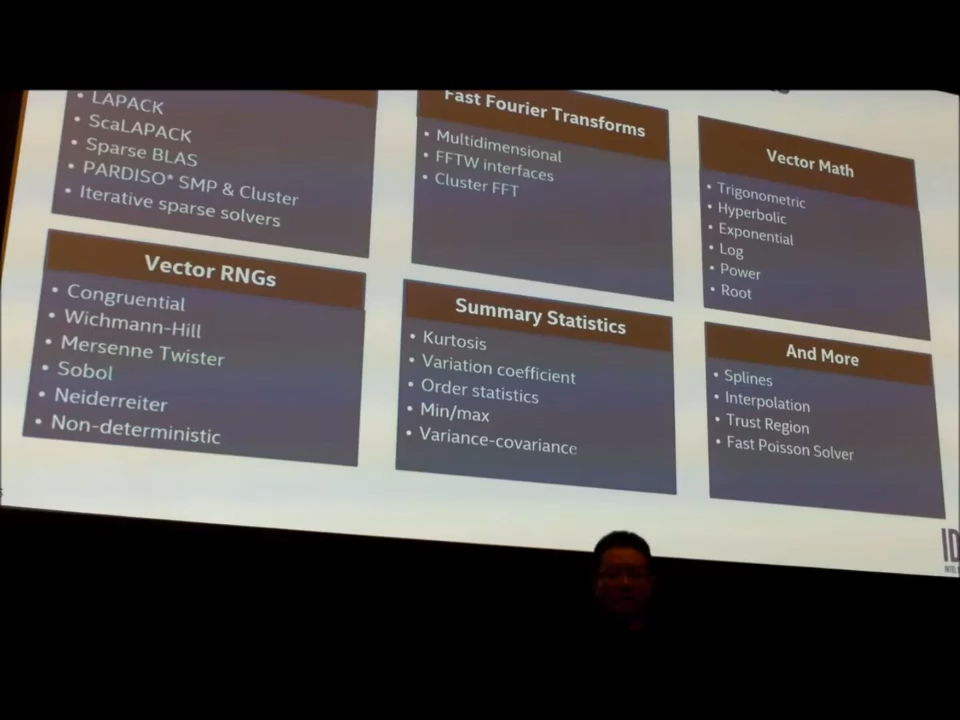 LAPACK
ScaLAPACK
Sparse BLAS
PARDISO* SMP & Cluster
Iterative sparse solvers
Fast Fourier Transforms
Multidimensional
FFTW interfaces
Cluster FFT
Vector Math
Trigonometric
Hyperbolic
Exponential
Log
Power
Root
Vector RNGs
Congruential
Wichmann-Hill
Mersenne Twister
Sobol
Neiderreiter
Non-deterministic
Summary Statistics
Kurtosis
Variation coefficient
Order statistics
Min/max
Variance-covariance
And More
Splines
Interpolation
Trust Region
Fast Poisson Solver
ID
INTEL